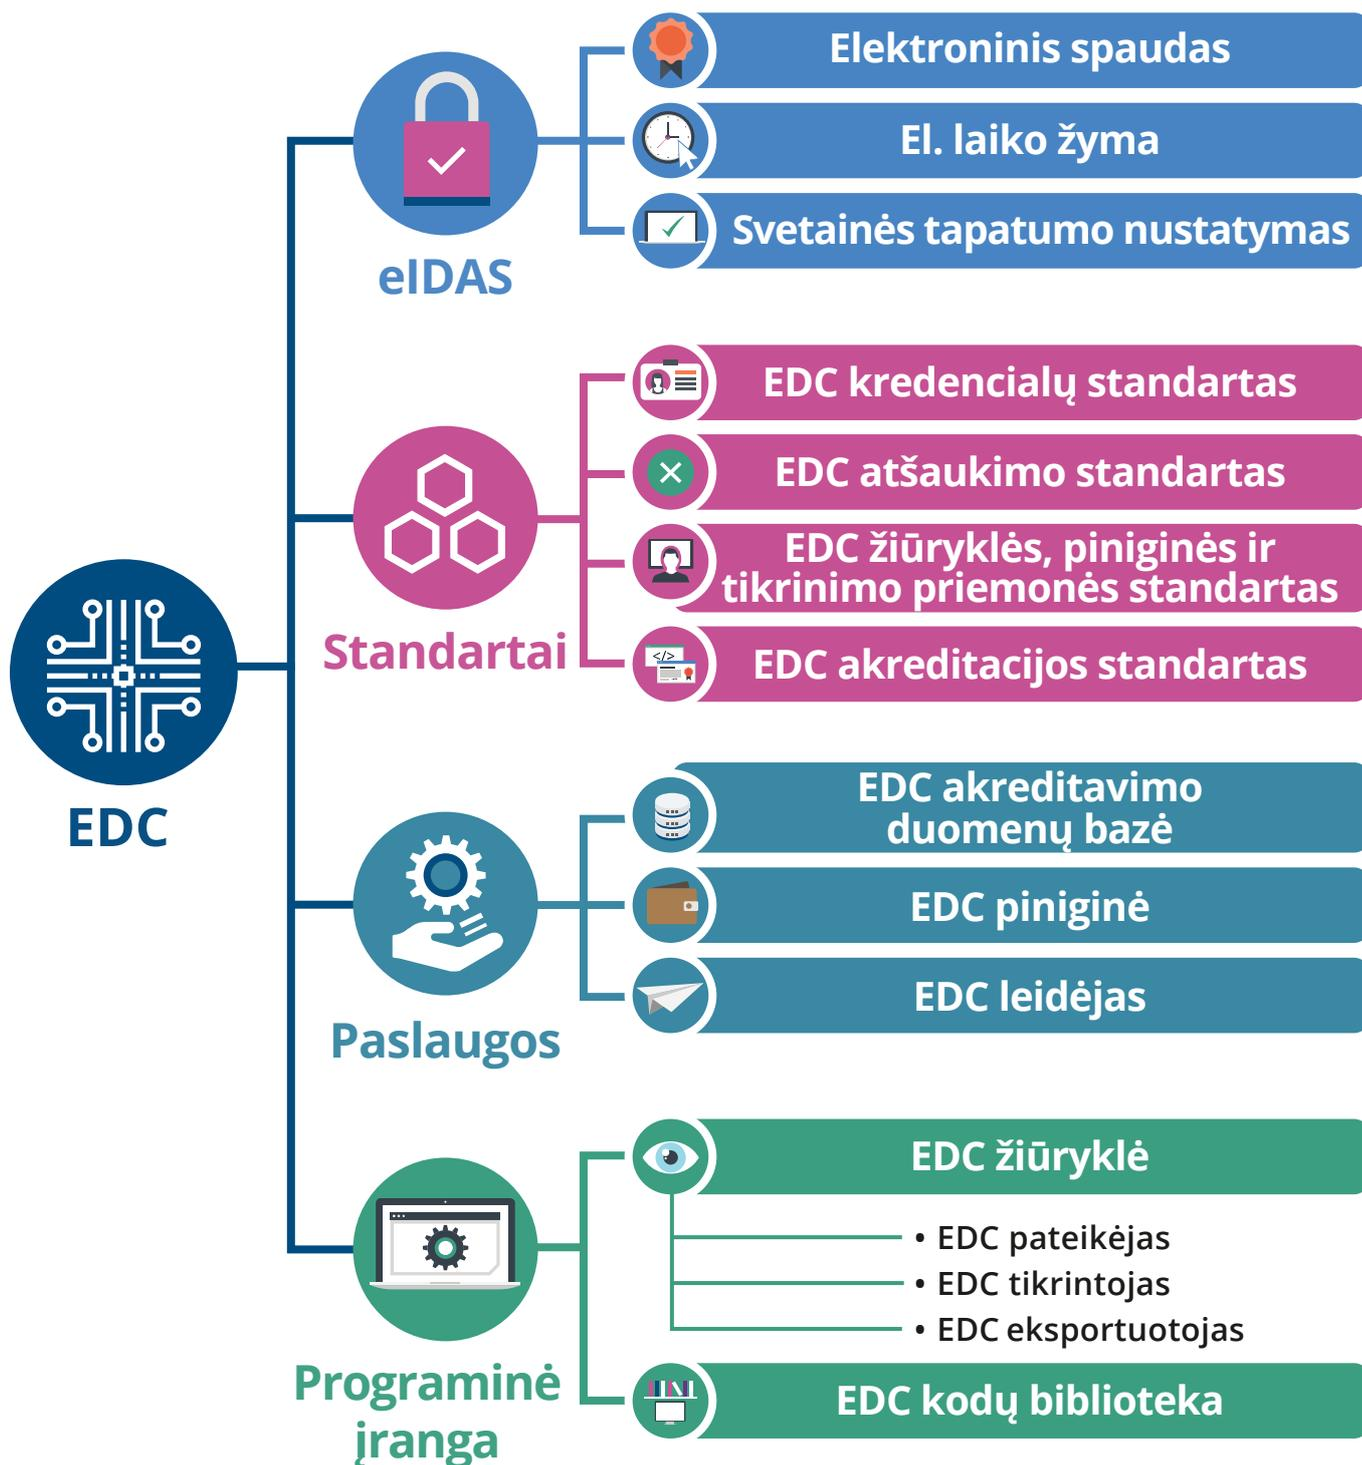 Elektroninis spaudas
El. laiko žyma
Svetainės tapatumo nustatymas
eIDAS
EDC kredencialų standartas
EDC atšaukimo standartas
EDC žiūryklės, piniginės ir
tikrinimo priemonės standartas
EDC akreditacijos standartas
Standartai
</>
EDC
EDC akreditavimo
duomenų bazė
EDC piniginė
EDC leidėjas
Paslaugos
EDC žiūryklė
• EDC pateikėjas
• EDC tikrintojas
• EDC eksportuotojas
EDC kodų biblioteka
Programinė
įranga